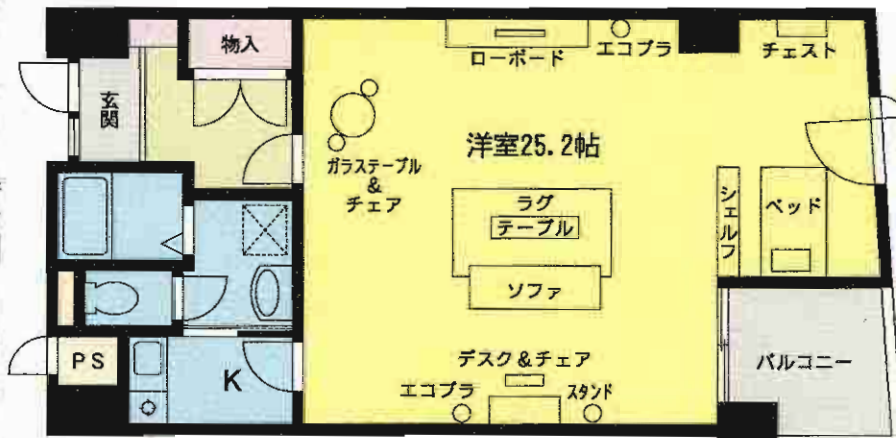 物入
ローボード
エコプラ
チェスト
玄関
洋室25.2帖
ガラステーブル
&
チェア
ラグ
テーブル
シェルフ
ベッド
ソファ
PS
K
デスク&チェア
エコプラ
スタンド
バルコニー